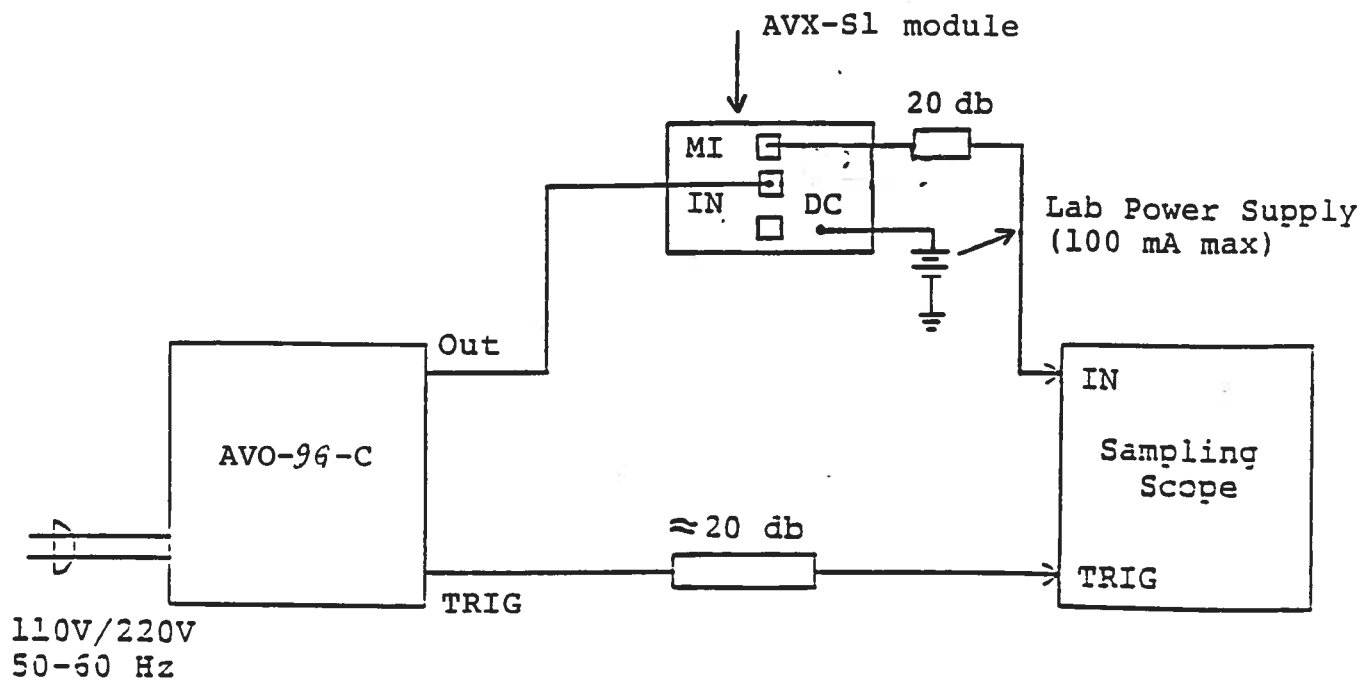 AVX-S1 module
20 db
MI
IN
DC
Lab Power Supply
(100 mA max)
Out
AVO-9G-C
IN
Sampling
Scope
≈20 db
TRIG
TRIG
110V/220V
50-60 Hz